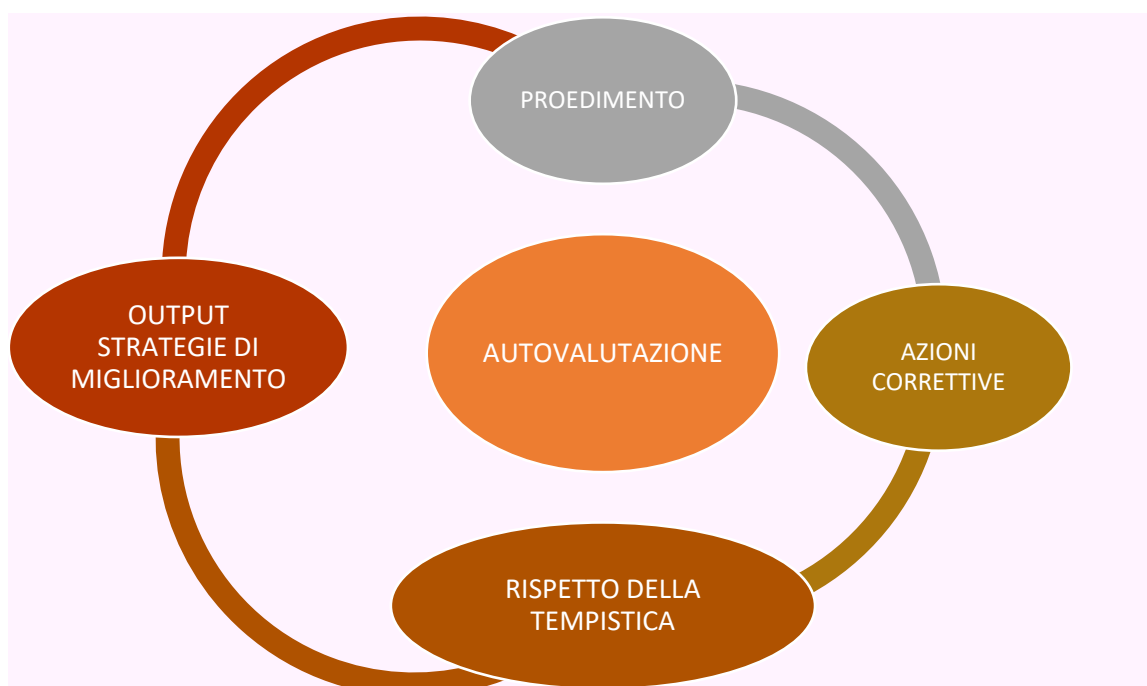 PROEDIMENTO
OUTPUT
STRATEGIE DI
MIGLIORAMENTO
AUTOVALUTAZIONE
AZIONI
CORRETTIVE
RISPETTO DELLA
TEMPISTICA